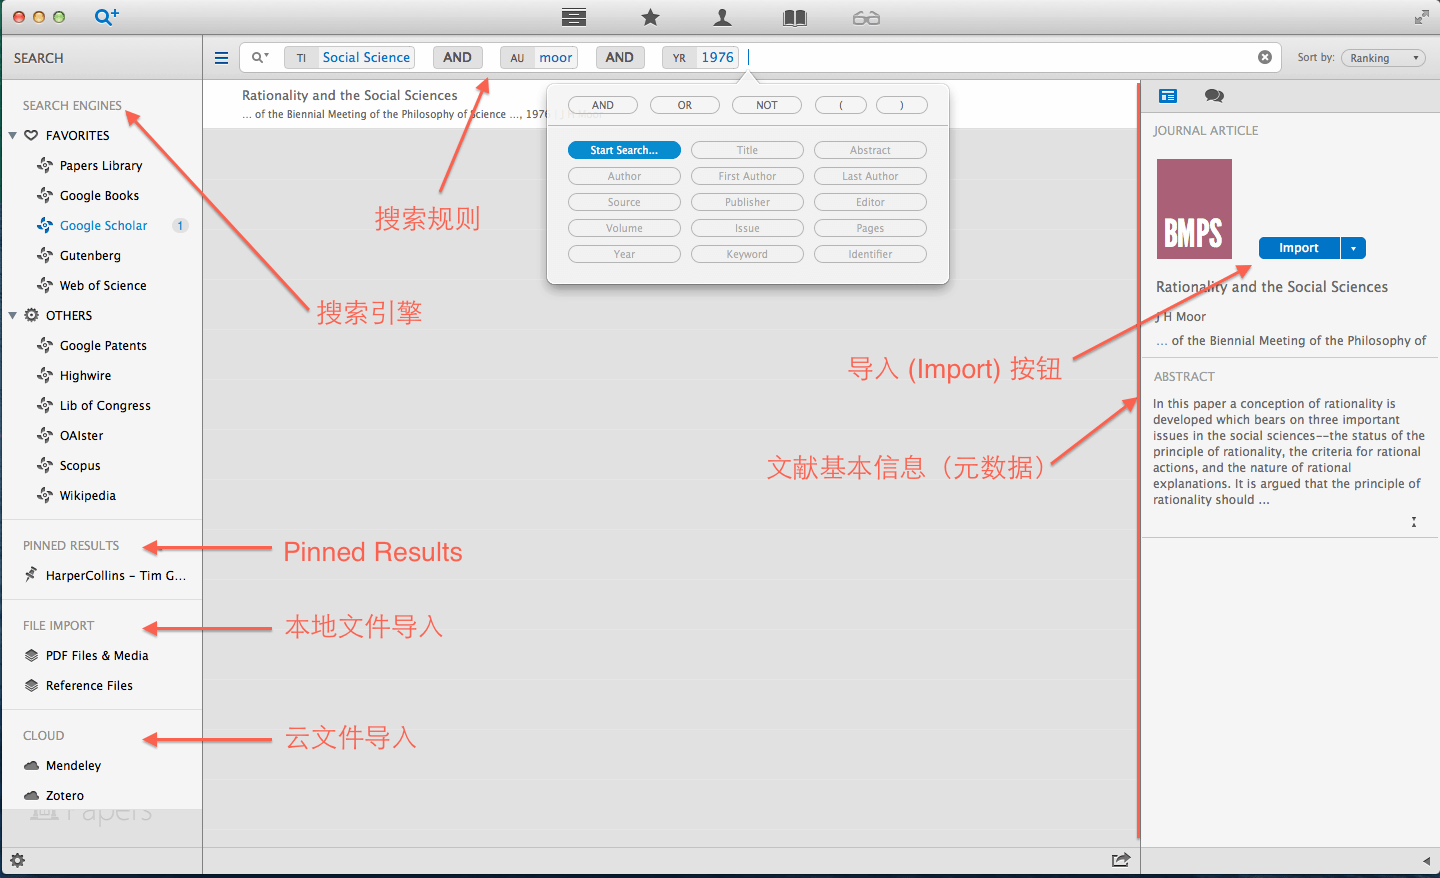 SEARCH
TI Social Science AND AU moor AND YR 1976
Sort by: Ranking
SEARCH ENGINES
FAVORITES
Papers Library
Google Books
Google Scholar 1
Gutenberg
Web of Science
OTHERS
Google Patents
Highwire
Lib of Congress
OAIster
Scopus
Wikipedia
PINNED RESULTS
HarperCollins – Tim G...
FILE IMPORT
PDF Files & Media
Reference Files
CLOUD
Mendeley
Zotero
Papers
Rationality and the Social Sciences
... of the Biennial Meeting of the Philosophy of Science ..., 1976 | J H Moor
AND OR NOT ( )
Start Search... Title Abstract
Author First Author Last Author
Source Publisher Editor
Volume Issue Pages
Year Keyword Identifier
搜索规则
搜索引擎
导入 (Import) 按钮
文献基本信息（元数据）
Pinned Results
本地文件导入
云文件导入
JOURNAL ARTICLE
BMPS
Import
Rationality and the Social Sciences
J H Moor
... of the Biennial Meeting of the Philosophy of
ABSTRACT
In this paper a conception of rationality is
developed which bears on three important
issues in the social sciences--the status of the
principle of rationality, the criteria for rational
actions, and the nature of rational
explanations. It is argued that the principle of
rationality should ...